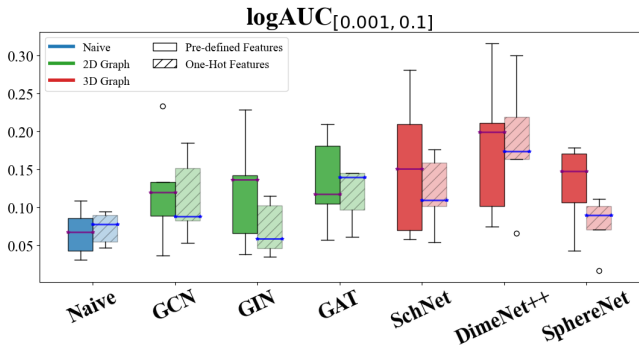 logAUC[0.001, 0.1]
Naive
2D Graph
3D Graph
Pre-defined Features
One-Hot Features
0.30
0.25
0.20
0.15
0.10
0.05
Naive
GCN
GIN
GAT
SchNet
DimeNet++
SphereNet